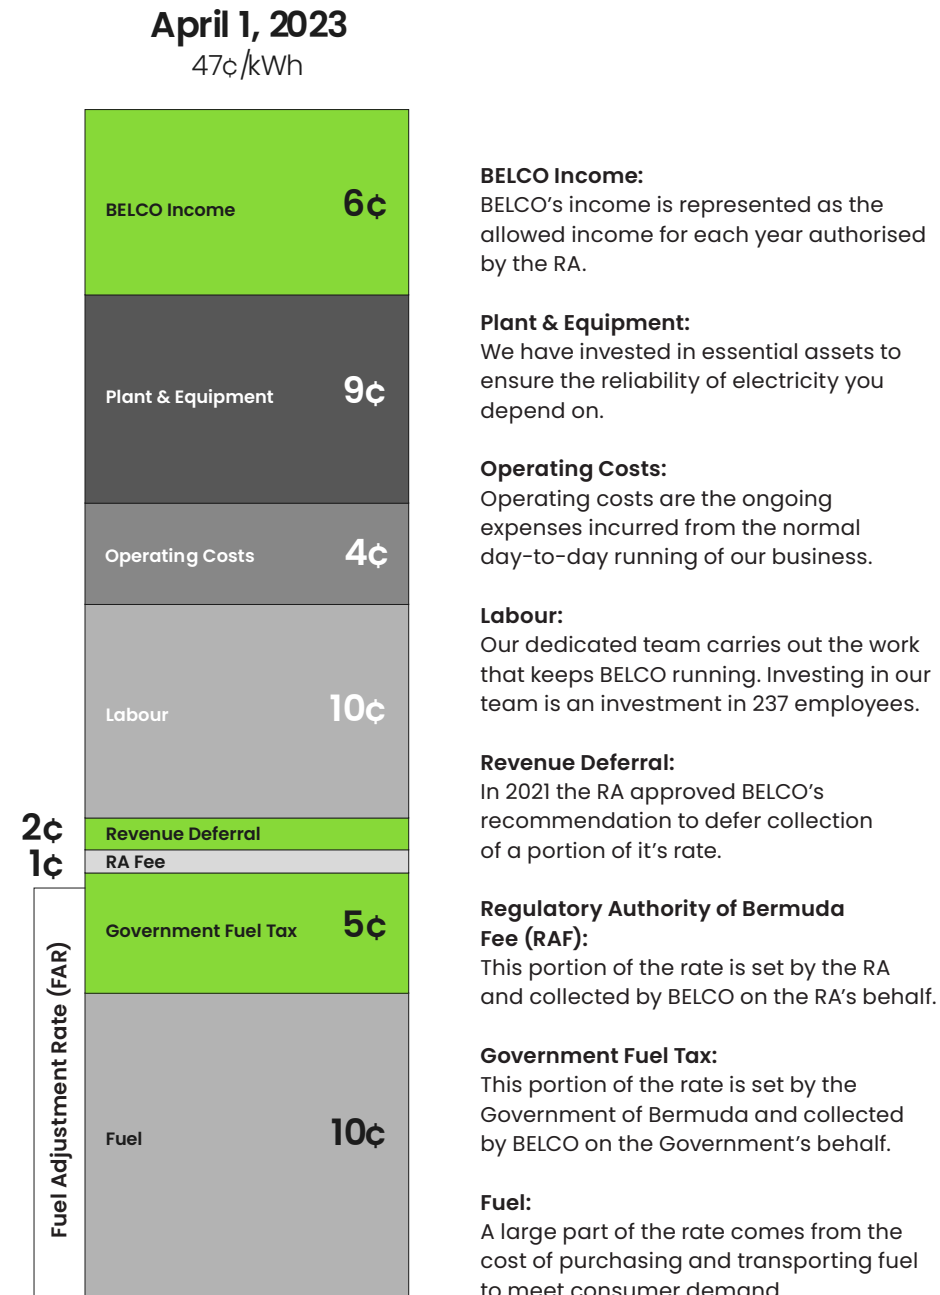 April 1, 2023
47¢/kWh
BELCO Income 6¢
Plant & Equipment 9¢
Operating Costs 4¢
Labour 10¢
2¢ Revenue Deferral
1¢ RA Fee
Government Fuel Tax 5¢
Fuel 10¢
Fuel Adjustment Rate (FAR)
BELCO Income:
BELCO’s income is represented as the
allowed income for each year authorised
by the RA.
Plant & Equipment:
We have invested in essential assets to
ensure the reliability of electricity you
depend on.
Operating Costs:
Operating costs are the ongoing
expenses incurred from the normal
day-to-day running of our business.
Labour:
Our dedicated team carries out the work
that keeps BELCO running. Investing in our
team is an investment in 237 employees.
Revenue Deferral:
In 2021 the RA approved BELCO’s
recommendation to defer collection
of a portion of it’s rate.
Regulatory Authority of Bermuda
Fee (RAF):
This portion of the rate is set by the RA
and collected by BELCO on the RA’s behalf.
Government Fuel Tax:
This portion of the rate is set by the
Government of Bermuda and collected
by BELCO on the Government’s behalf.
Fuel:
A large part of the rate comes from the
cost of purchasing and transporting fuel
to meet consumer demand